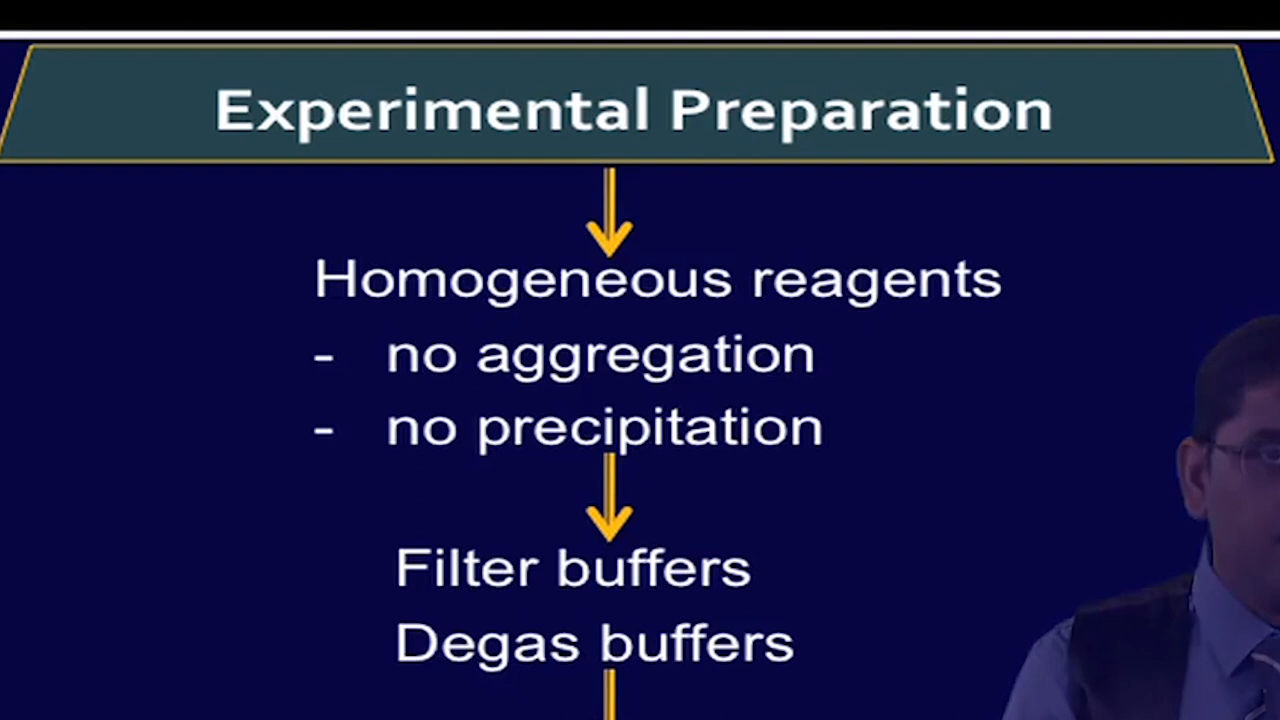 Experimental Preparation
Homogeneous reagents
- no aggregation
- no precipitation
Filter buffers
Degas buffers